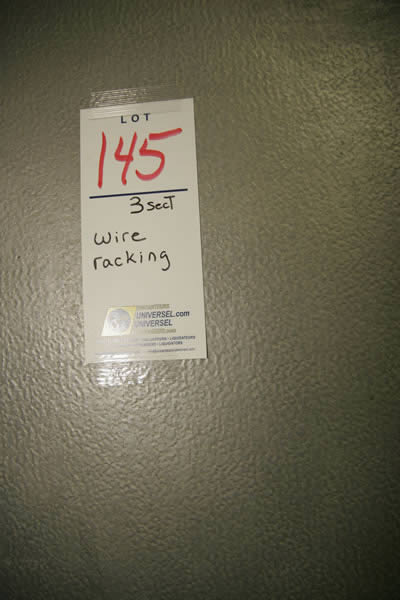 LOT
145
3 secT
wire
racking
UNIVERSEL.com
UNIVERSEL